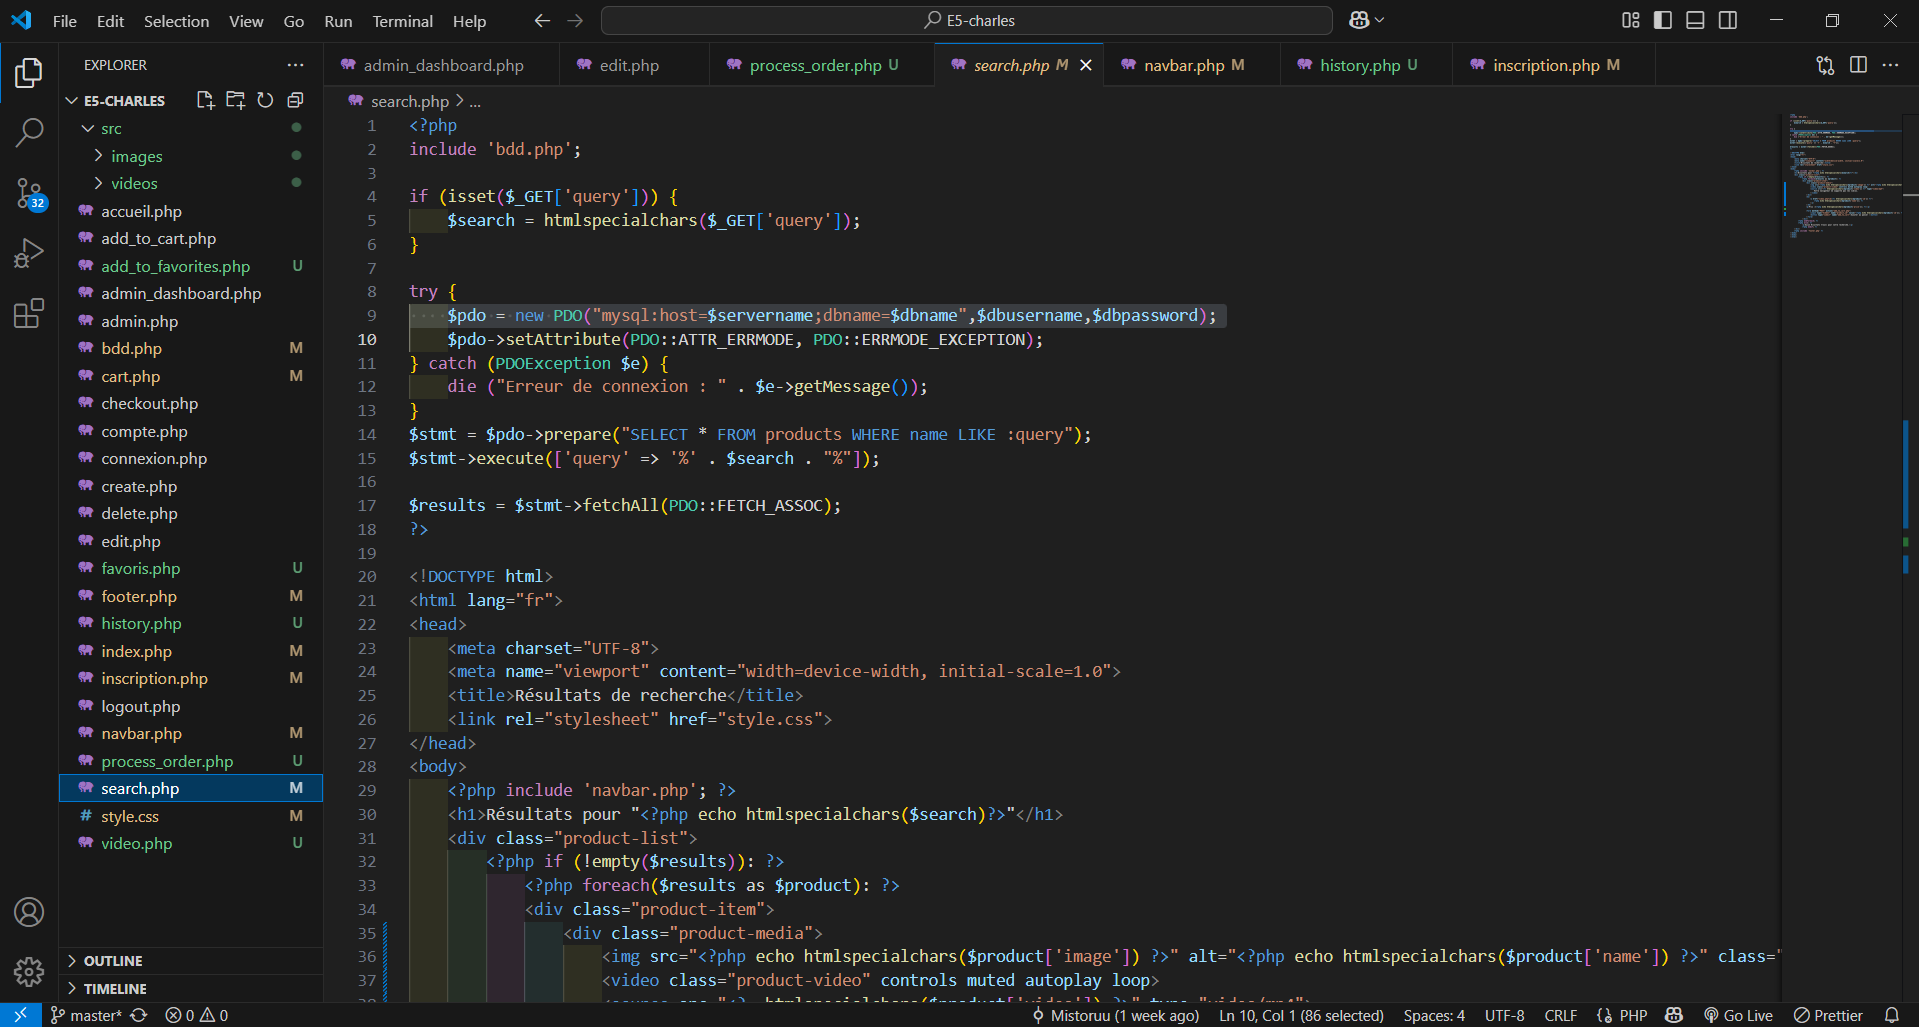 File Edit Selection View Go Run Terminal Help
E5-charles
EXPLORER
E5-CHARLES
src
images
videos
accueil.php
add_to_cart.php
add_to_favorites.php U
admin_dashboard.php
admin.php
bdd.php M
cart.php M
checkout.php
compte.php
connexion.php
create.php
delete.php
edit.php
favoris.php U
footer.php M
history.php U
index.php M
inscription.php M
logout.php
navbar.php M
process_order.php U
search.php M
# style.css M
video.php U
OUTLINE
TIMELINE
32
admin_dashboard.php edit.php process_order.php U search.php M navbar.php M history.php U inscription.php M
search.php > ...
1 <?php
2 include 'bdd.php';
3
4 if (isset($_GET['query'])) {
5 $search = htmlspecialchars($_GET['query']);
6 }
7
8 try {
9 $pdo = new PDO("mysql:host=$servername;dbname=$dbname",$dbusername,$dbpassword);
10 $pdo->setAttribute(PDO::ATTR_ERRMODE, PDO::ERRMODE_EXCEPTION);
11 } catch (PDOException $e) {
12 die ("Erreur de connexion : " . $e->getMessage());
13 }
14 $stmt = $pdo->prepare("SELECT * FROM products WHERE name LIKE :query");
15 $stmt->execute(['query' => '%' . $search . "%"]);
16
17 $results = $stmt->fetchAll(PDO::FETCH_ASSOC);
18 ?>
19
20 <!DOCTYPE html>
21 <html lang="fr">
22 <head>
23 <meta charset="UTF-8">
24 <meta name="viewport" content="width=device-width, initial-scale=1.0">
25 <title>Résultats de recherche</title>
26 <link rel="stylesheet" href="style.css">
27 </head>
28 <body>
29 <?php include 'navbar.php'; ?>
30 <h1>Résultats pour "<?php echo htmlspecialchars($search)?>"</h1>
31 <div class="product-list">
32 <?php if (!empty($results)): ?>
33 <?php foreach($results as $product): ?>
34 <div class="product-item">
35 <div class="product-media">
36 <img src="<?php echo htmlspecialchars($product['image']) ?>" alt="<?php echo htmlspecialchars($product['name']) ?>" class="
37 <video class="product-video" controls muted autoplay loop>
master* 0 0 Mistoruu (1 week ago) Ln 10, Col 1 (86 selected) Spaces: 4 UTF-8 CRLF PHP Go Live Prettier